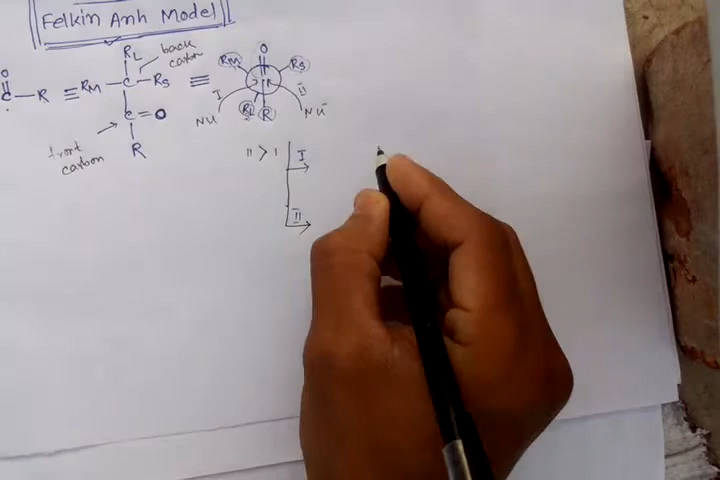 Felkin Anh Model
RL
back carbon
O
C - R ≡ RM - C - RS ≡
C = O
R
front carbon
O
RM
RS
R
I
II
Nu
RL
R
Nu⁻
II > I
I
II